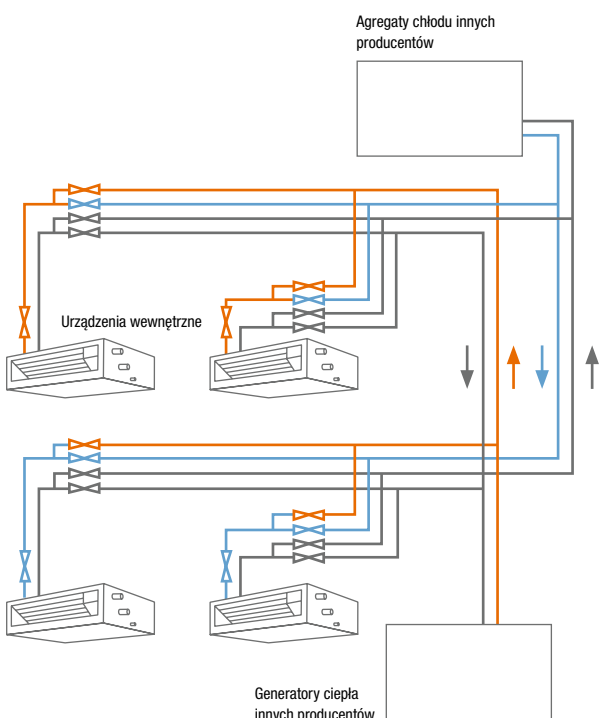 Agregaty chłodu innych
producentów
Urządzenia wewnętrzne
Generatory ciepła
innych producentów